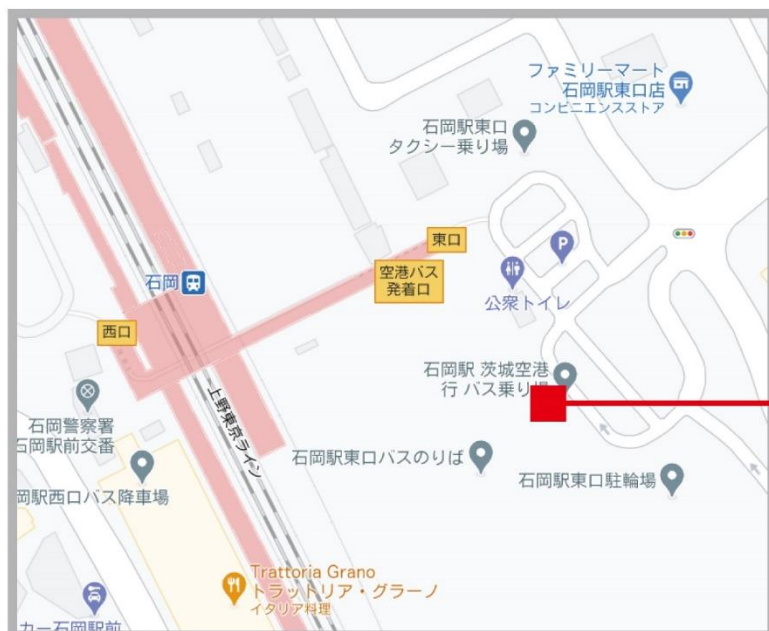 ファミリーマート
石岡駅東口店
コンビニエンスストア
石岡駅東口
タクシー乗り場
東口
P
空港バス
発着口
公衆トイレ
石岡
西口
石岡駅 茨城空港
行 バス乗り場
上野東京ライン
石岡警察署
石岡駅前交番
石岡駅東口バスのりば
石岡駅東口駐輪場
岡駅西口バス降車場
Trattoria Grano
トラットリア・グラーノ
イタリア料理
カー石岡駅前